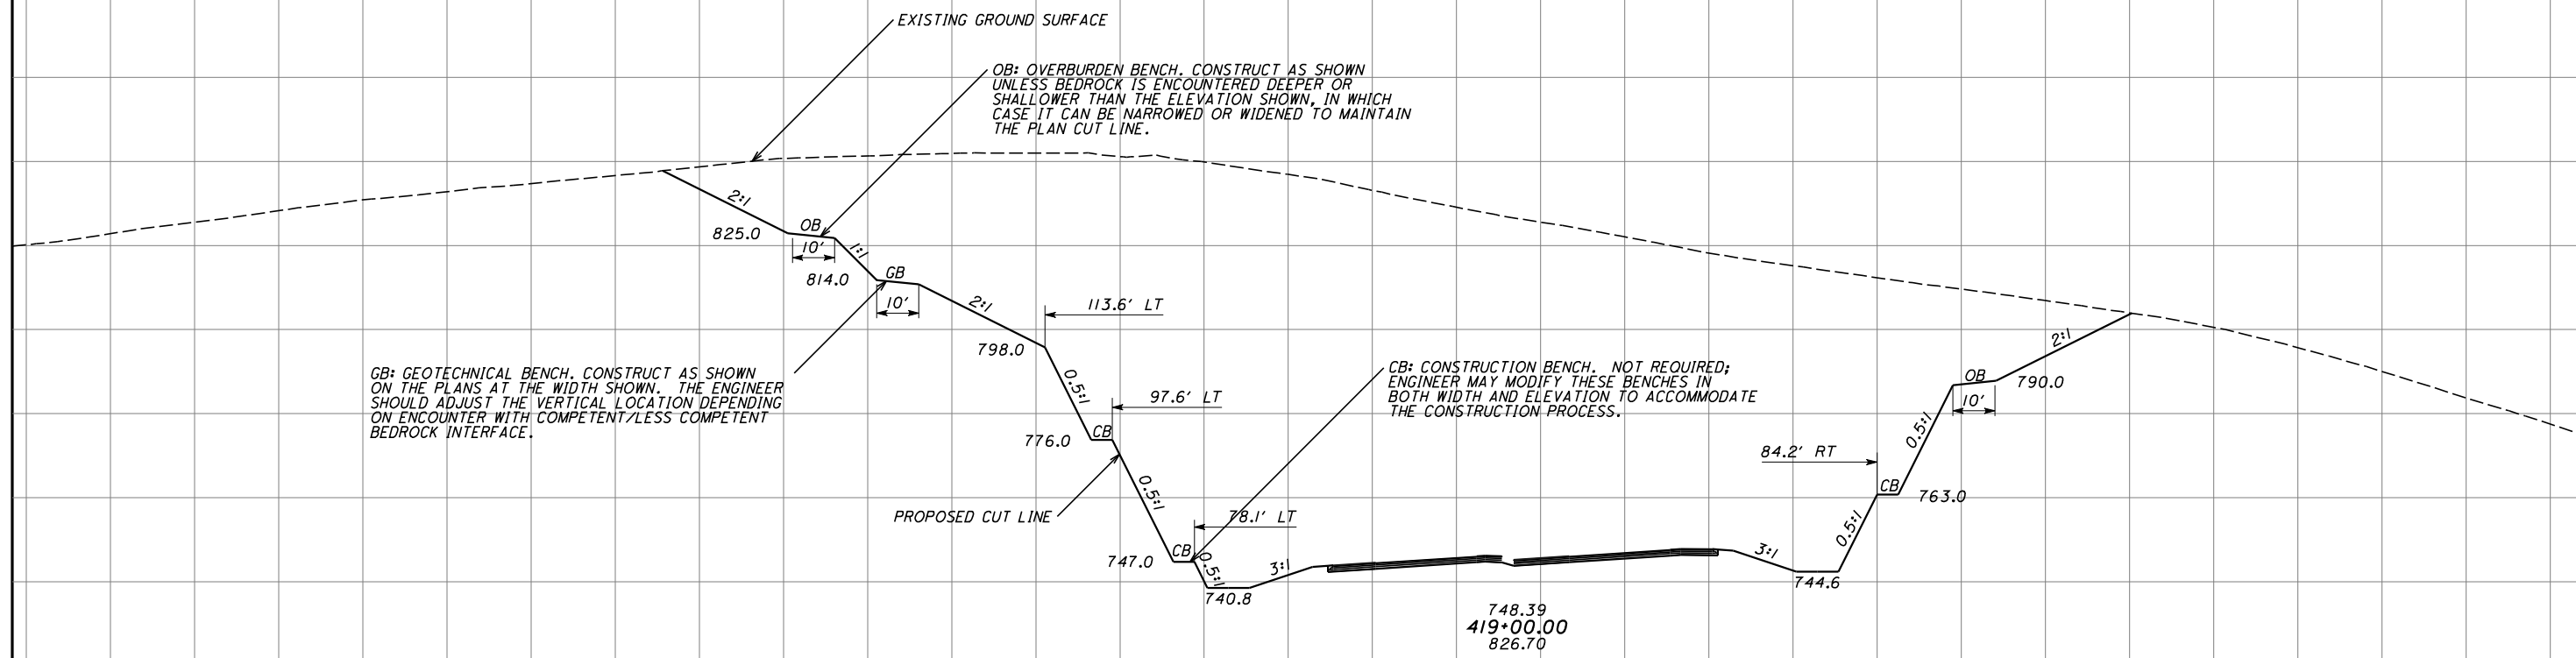 EXISTING GROUND SURFACE
OB: OVERBURDEN BENCH. CONSTRUCT AS SHOWN
UNLESS BEDROCK IS ENCOUNTERED DEEPER OR
SHALLOWER THAN THE ELEVATION SHOWN, IN WHICH
CASE IT CAN BE NARROWED OR WIDENED TO MAINTAIN
THE PLAN CUT LINE.
2:1
OB
825.0
10'
1:1
814.0
GB
10'
2:1
113.6' LT
798.0
GB: GEOTECHNICAL BENCH. CONSTRUCT AS SHOWN
ON THE PLANS AT THE WIDTH SHOWN. THE ENGINEER
SHOULD ADJUST THE VERTICAL LOCATION DEPENDING
ON ENCOUNTER WITH COMPETENT/LESS COMPETENT
BEDROCK INTERFACE.
0.5:1
97.6' LT
CB
776.0
CB: CONSTRUCTION BENCH. NOT REQUIRED;
ENGINEER MAY MODIFY THESE BENCHES IN
BOTH WIDTH AND ELEVATION TO ACCOMMODATE
THE CONSTRUCTION PROCESS.
2:1
OB
790.0
10'
0.5:1
84.2' RT
CB
763.0
0.5:1
PROPOSED CUT LINE
0.5:1
78.1' LT
CB
747.0
0.5:1
3:1
740.8
3:1
744.6
748.39
419+00.00
826.70